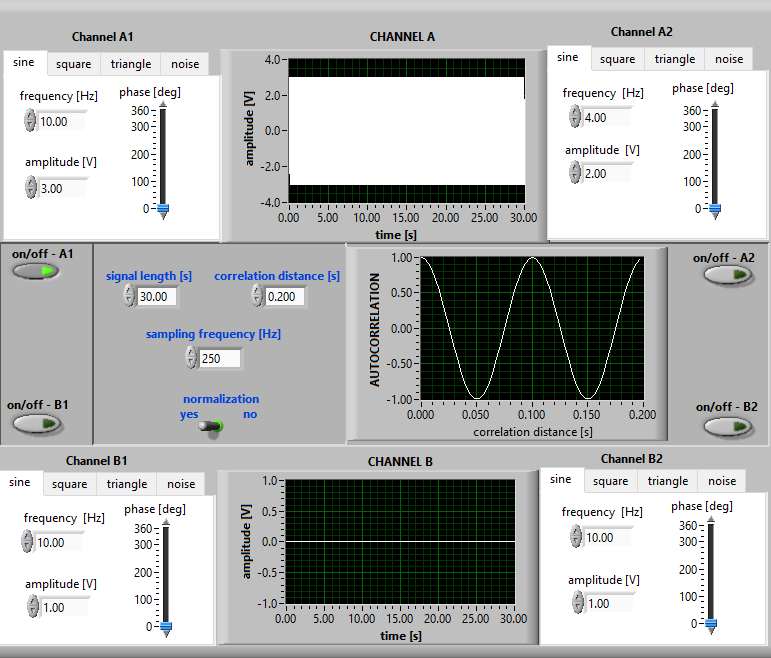 Channel A1
sine square triangle noise
frequency [Hz]
10.00
amplitude [V]
3.00
phase [deg]
360
300
200
100
0
CHANNEL A
amplitude [V]
4.0
2.0
0.0
-2.0
-4.0
0.00 5.00 10.00 15.00 20.00 25.00 30.00
time [s]
Channel A2
sine square triangle noise
frequency [Hz]
4.00
amplitude [V]
2.00
phase [deg]
360
300
200
100
0
on/off - A1
on/off - B1
signal length [s]
30.00
correlation distance [s]
0.200
sampling frequency [Hz]
250
normalization
yes no
AUTOCORRELATION
1.00
0.50
0.00
-0.50
-1.00
0.000 0.050 0.100 0.150 0.200
correlation distance [s]
on/off - A2
on/off - B2
Channel B1
sine square triangle noise
frequency [Hz]
10.00
amplitude [V]
1.00
phase [deg]
360
300
200
100
0
CHANNEL B
amplitude [V]
1.0
0.5
0.0
-0.5
-1.0
0.00 5.00 10.00 15.00 20.00 25.00 30.00
time [s]
Channel B2
sine square triangle noise
frequency [Hz]
10.00
amplitude [V]
1.00
phase [deg]
360
300
200
100
0